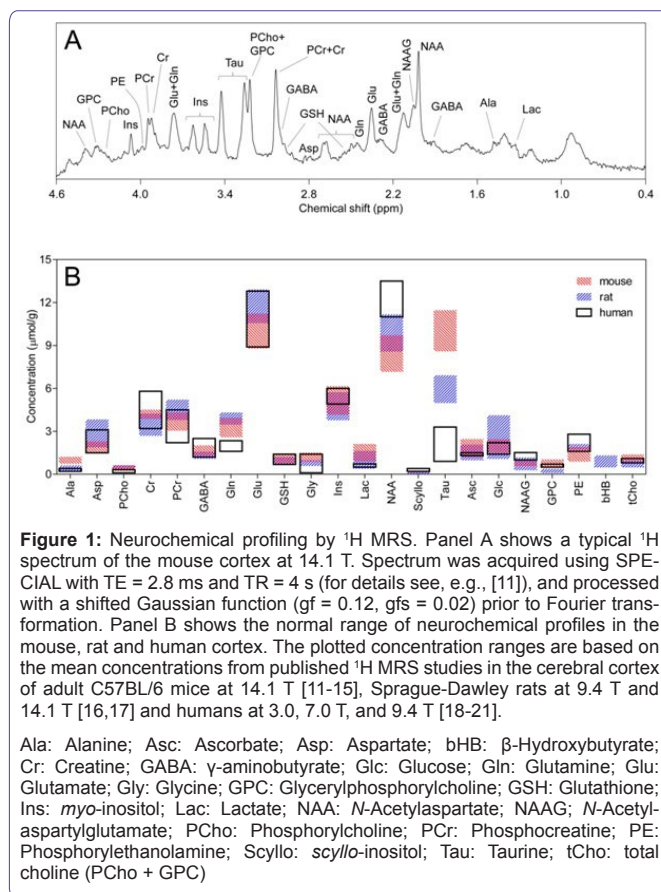 A
NAA
GPC
PCho
PE
Ins
PCr
Cr
Glu+Gln
Ins
Tau
PCho+
GPC
PCr+Cr
GABA
GSH
Asp
NAA
Gln
Glu
GABA
Glu+Gln
NAAG
NAA
GABA
Ala
Lac
4.6 4.0 3.4 2.8 2.2 1.6 1.0 0.4
Chemical shift (ppm)
B
15
12
9
6
3
0
Concentration (µmol/g)
mouse
rat
human
Ala Asp PCho Cr PCr GABA Gln Glu GSH Gly Ins Lac NAA Scyllo Tau Asc Glc NAAG GPC PE bHB tCho
Figure 1: Neurochemical profiling by ¹H MRS. Panel A shows a typical ¹H
spectrum of the mouse cortex at 14.1 T. Spectrum was acquired using SPE-
CIAL with TE = 2.8 ms and TR = 4 s (for details see, e.g., [11]), and processed
with a shifted Gaussian function (gf = 0.12, gfs = 0.02) prior to Fourier trans-
formation. Panel B shows the normal range of neurochemical profiles in the
mouse, rat and human cortex. The plotted concentration ranges are based on
the mean concentrations from published ¹H MRS studies in the cerebral cortex
of adult C57BL/6 mice at 14.1 T [11-15], Sprague-Dawley rats at 9.4 T and
14.1 T [16,17] and humans at 3.0, 7.0 T, and 9.4 T [18-21].
Ala: Alanine; Asc: Ascorbate; Asp: Aspartate; bHB: β-Hydroxybutyrate;
Cr: Creatine; GABA: γ-aminobutyrate; Glc: Glucose; Gln: Glutamine; Glu:
Glutamate; Gly: Glycine; GPC: Glycerylphosphorylcholine; GSH: Glutathione;
Ins: myo-inositol; Lac: Lactate; NAA: N-Acetylaspartate; NAAG; N-Acetyl-
aspartylglutamate; PCho: Phosphorylcholine; PCr: Phosphocreatine; PE:
Phosphorylethanolamine; Scyllo: scyllo-inositol; Tau: Taurine; tCho: total
choline (PCho + GPC)